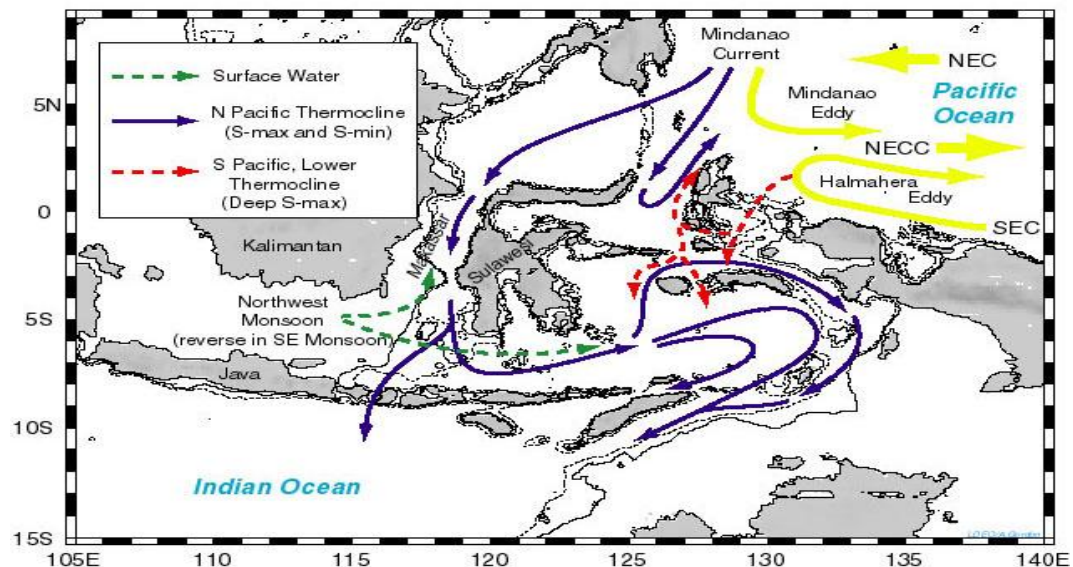 Surface Water
N Pacific Thermocline
(S-max and S-min)
S Pacific, Lower
Thermocline
(Deep S-max)
Mindanao
Current
NEC
Mindanao
Eddy
Pacific
Ocean
NECC
Halmahera
Eddy
SEC
Kalimantan
Makassar
Sulawesi
Northwest
Monsoon
(reverse in SE Monsoon)
Java
Indian Ocean
LDEO/A.Gordon
5N
0
5S
10S
15S
105E
110
115
120
125
130
135
140E